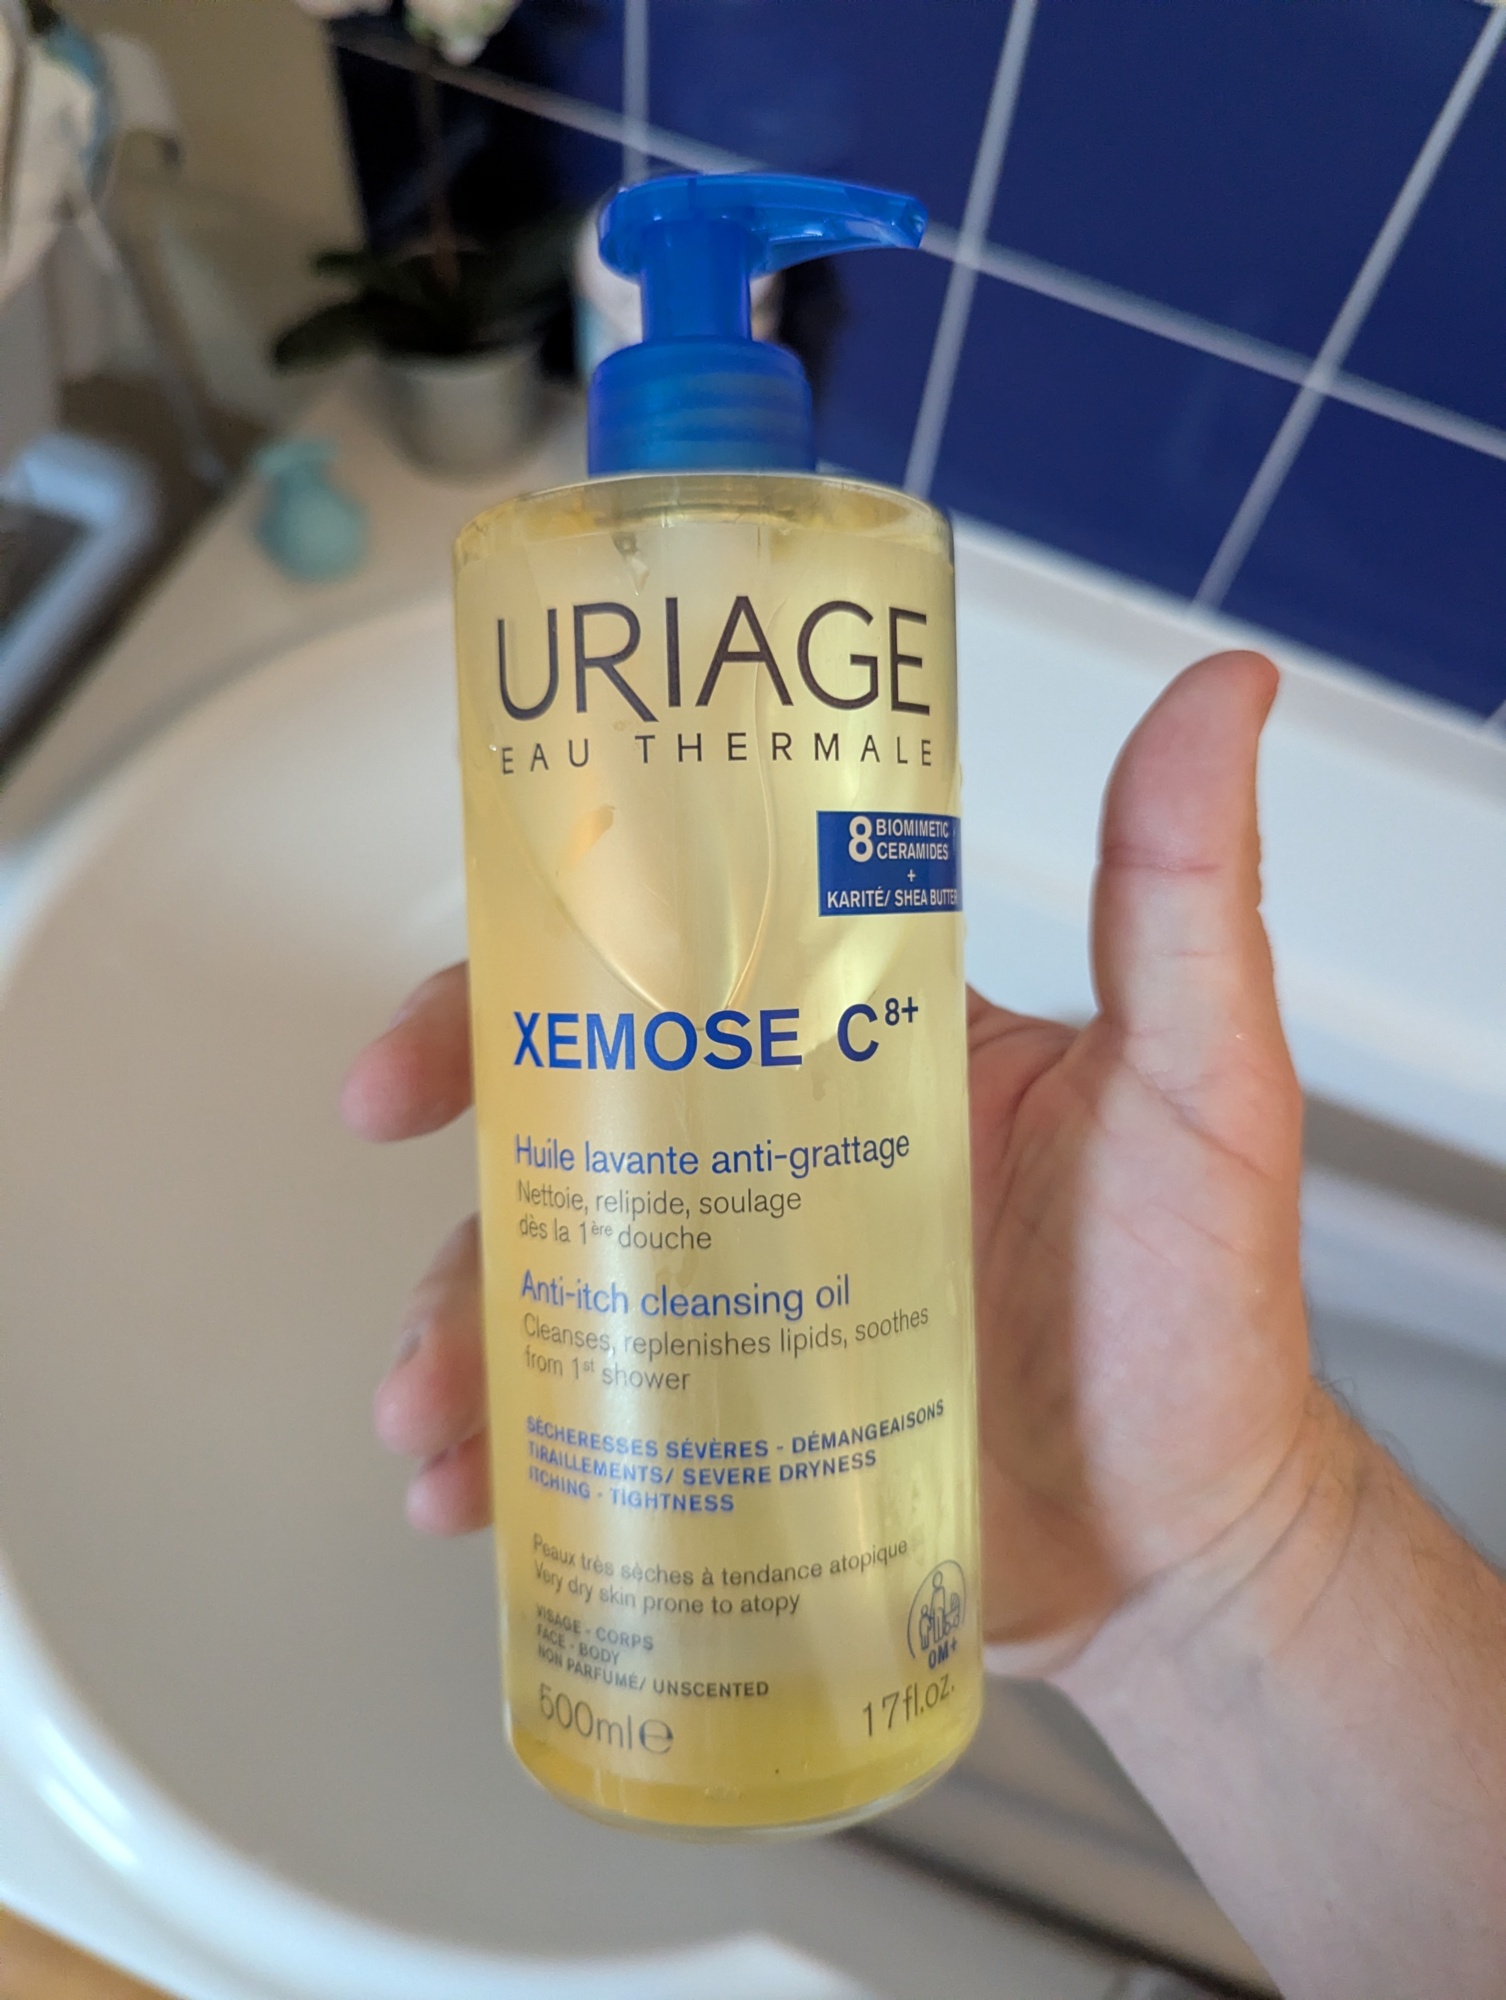 URIAGE
EAU THERMALE
8 BIOMIMETIC
CERAMIDES
+
KARITÉ/ SHEA BUTTER
XEMOSE C8+
Huile lavante anti-grattage
Nettoie, relipide, soulage
dès la 1ère douche
Anti-itch cleansing oil
Cleanses, replenishes lipids, soothes
from 1st shower
SÉCHERESSES SÉVÈRES - DÉMANGEAISONS
TIRAILLEMENTS/ SEVERE DRYNESS
ITCHING - TIGHTNESS
Peaux très sèches à tendance atopique
Very dry skin prone to atopy
VISAGE - CORPS
FACE - BODY
NON PARFUMÉ/ UNSCENTED
0M+
500ml℮
17fl.oz.